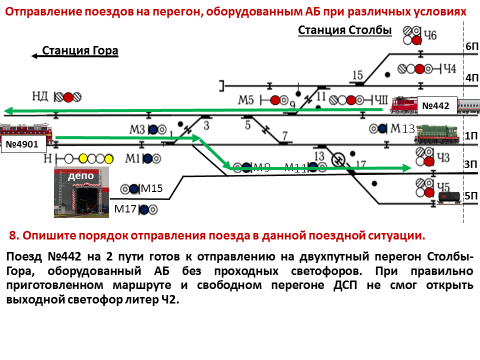 Отправление поездов на перегон, оборудованным АБ при различных условиях
Станция Столбы
Станция Гора
Ч6
6П
Ч4
4П
15
НД
М5
9
11
ЧII
№442
М3
1
3
5
7
М13
1П
№4901
Н
М1
М9
М11
13
17
Ч3
3П
депо
М15
М17
Ч5
5П
8. Опишите порядок отправления поезда в данной поездной ситуации.
Поезд №442 на 2 пути готов к отправлению на двухпутный перегон Столбы-
Гора, оборудованный АБ без проходных светофоров. При правильно
приготовленном маршруте и свободном перегоне ДСП не смог открыть
выходной светофор литер Ч2.